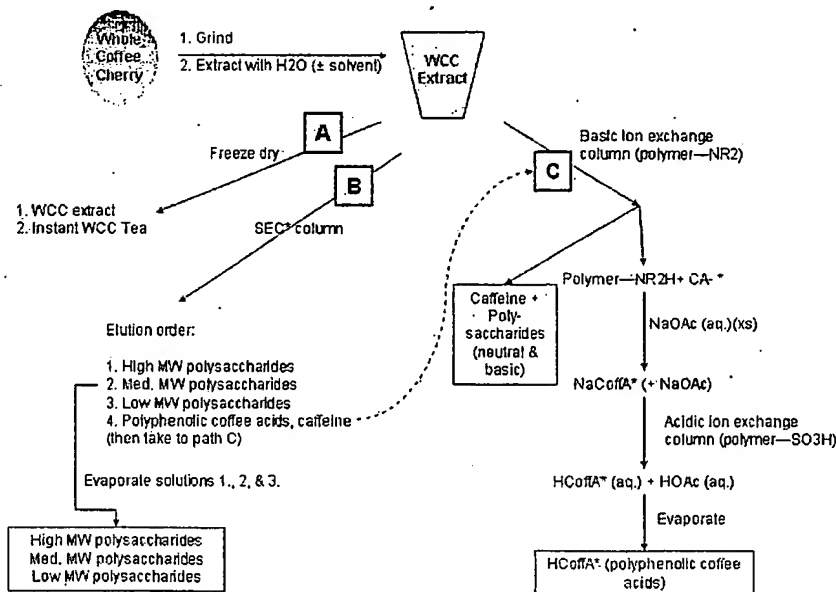 Whole
Coffee
Cherry
1. Grind
2. Extract with H2O (± solvent)
WCC
Extract
A
Freeze dry
B
1. WCC extract
2. Instant WCC Tea
SEC* column
C
Basic Ion exchange
column (polymer—NR2)
Elution order:
1. High MW polysaccharides
2. Med. MW polysaccharides
3. Low MW polysaccharides
4. Polyphenolic coffee acids, caffeine
(then take to path C)
Evaporate solutions 1., 2, & 3.
High MW polysaccharides
Med. MW polysaccharides
Low MW polysaccharides
Caffeine +
Poly-
saccharides
(neutral &
basic)
Polymer—NR2H+ CA- *
NaOAc (aq.)(xs)
NaCoffA* (+ NaOAc)
Acidic ion exchange
column (polymer—SO3H)
HCoffA* (aq.) + HOAc (aq.)
Evaporate
HCoffA* (polyphenolic coffee
acids)